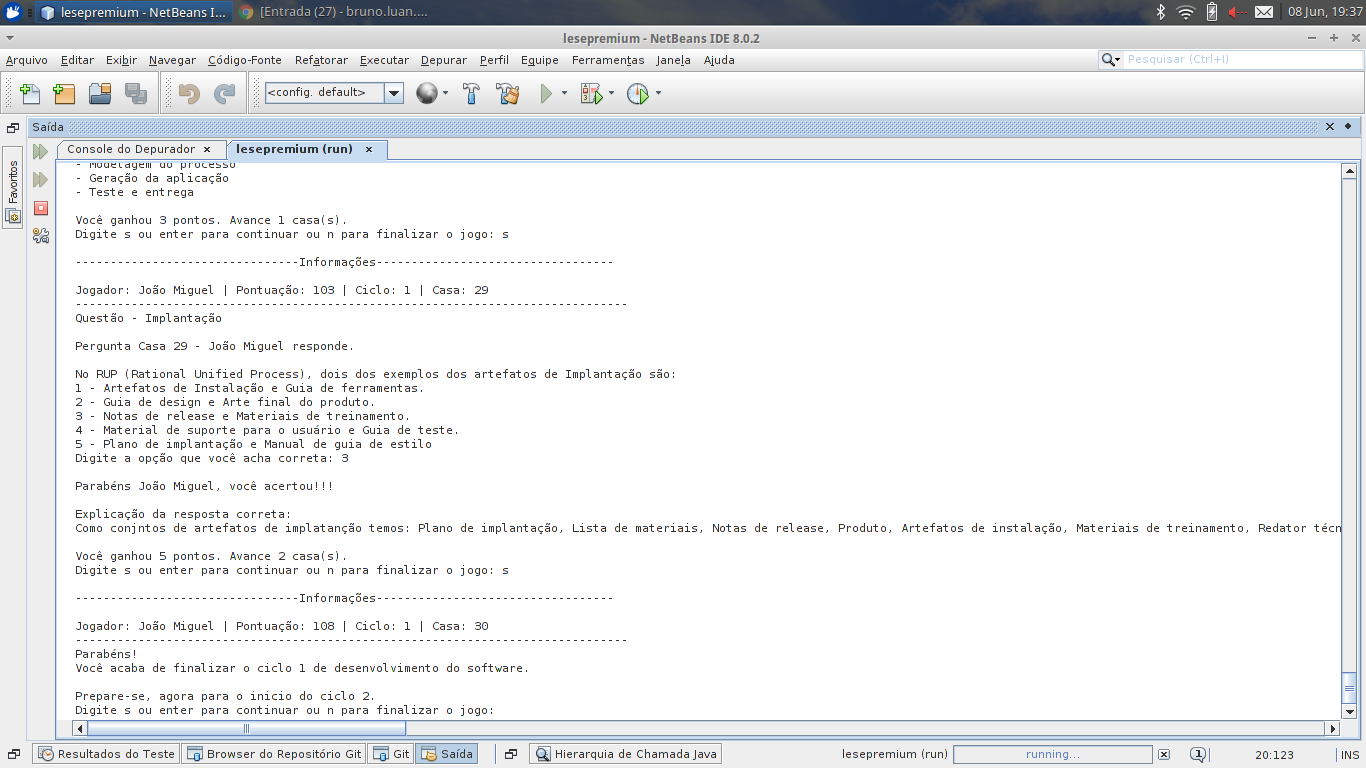 lesepremium - NetBeans I... [Entrada (27) - bruno.luan.... 08 Jun, 19:37
lesepremium - NetBeans IDE 8.0.2
Arquivo Editar Exibir Navegar Código-Fonte Refatorar Executar Depurar Perfil Equipe Ferramentas Janela Ajuda Pesquisar (Ctrl+I)
<config. default>
Saída
Console do Depurador lesepremium (run)
Favoritos
- Modelagem do processo
- Geração da aplicação
- Teste e entrega
Você ganhou 3 pontos. Avance 1 casa(s).
Digite s ou enter para continuar ou n para finalizar o jogo: s
--------------------------------Informações----------------------------------
Jogador: João Miguel | Pontuação: 103 | Ciclo: 1 | Casa: 29
-------------------------------------------------------------------------------
Questão - Implantação
Pergunta Casa 29 - João Miguel responde.
No RUP (Rational Unified Process), dois dos exemplos dos artefatos de Implantação são:
1 - Artefatos de Instalação e Guia de ferramentas.
2 - Guia de design e Arte final do produto.
3 - Notas de release e Materiais de treinamento.
4 - Material de suporte para o usuário e Guia de teste.
5 - Plano de implantação e Manual de guia de estilo
Digite a opção que você acha correta: 3
Parabéns João Miguel, você acertou!!!
Explicação da resposta correta:
Como conjntos de artefatos de implatanção temos: Plano de implantação, Lista de materiais, Notas de release, Produto, Artefatos de instalação, Materiais de treinamento, Redator técn
Você ganhou 5 pontos. Avance 2 casa(s).
Digite s ou enter para continuar ou n para finalizar o jogo: s
--------------------------------Informações----------------------------------
Jogador: João Miguel | Pontuação: 108 | Ciclo: 1 | Casa: 30
-------------------------------------------------------------------------------
Parabéns!
Você acaba de finalizar o ciclo 1 de desenvolvimento do software.
Prepare-se, agora para o inicio do ciclo 2.
Digite s ou enter para continuar ou n para finalizar o jogo:
Resultados do Teste Browser do Repositório Git Git Saída Hierarquia de Chamada Java lesepremium (run) running... 1 20:123 INS